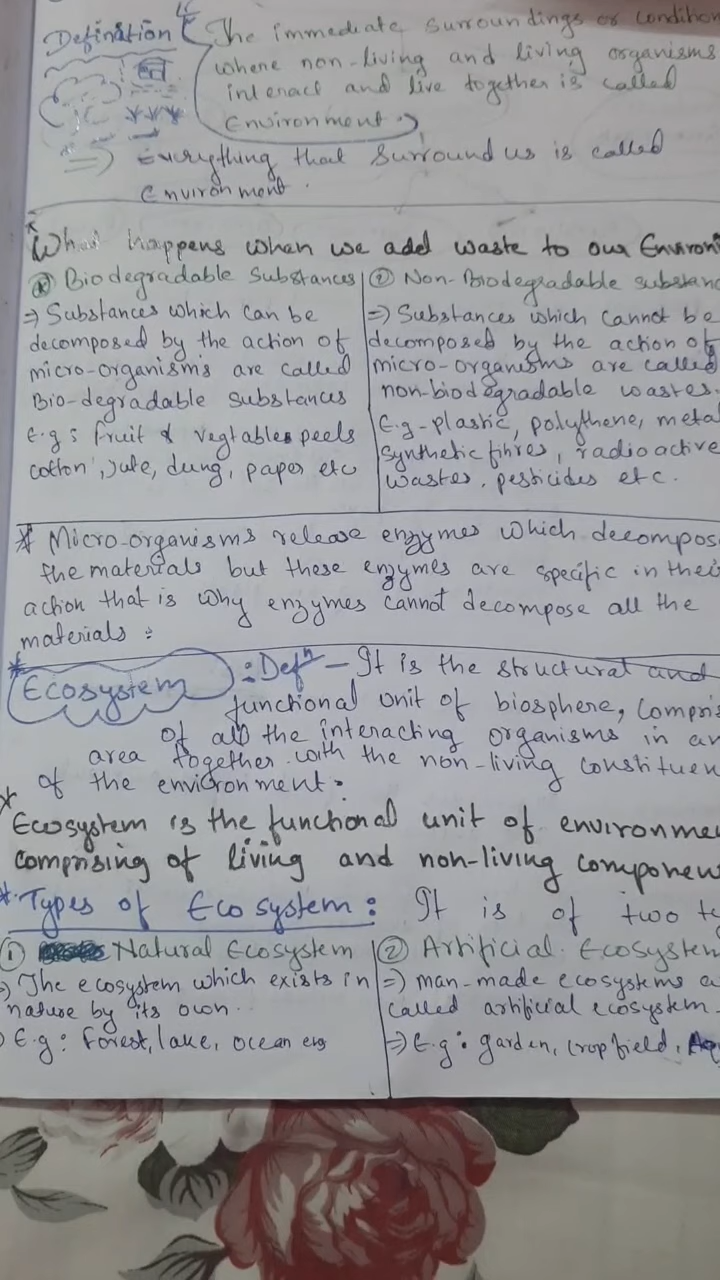 Definition The immediate surroundings or condition
where non-living and living organisms
interact and live together is called
Environment.
=> Everything that Surround us is called
Environment.
What happens when we add waste to our Environ
Biodegradable Substances
=> Substances which can be
decomposed by the action of
micro-organism's are called
Bio-degradable Substances
E.g: fruit & vegtables peels
cotton, Jute, dung, paper etc
② Non-Biodegradable substanc
=> Substances which cannot be
decomposed by the action of
micro-organisms are called
non-biodegradable wastes.
E.g- plastic, polythene, meta
Synthetic fibres, radioactive
wastes, pesticides etc.
* Micro-organisms release enzymes which decompos
the materials but these enzymes are specific in thei
action that is why enzymes cannot decompose all the
materials:
* Ecosystem : Defn - It is the structural and
functional unit of biosphere, Compris
of all the interacting organisms in an
area together with the non-living constituen
of the environment.
* Ecosystem is the functional unit of environme
comprising of living and non-living componen
* Types of Ecosystem: It is of two ty
① Natural Ecosystem
=> The ecosystem which exists in
nature by its own..
E.g: Forest, lake, ocean
② Artificial Ecosystem
=> man-made ecosystems a
called artificial ecosystem.
=> E.g: garden, crop field,